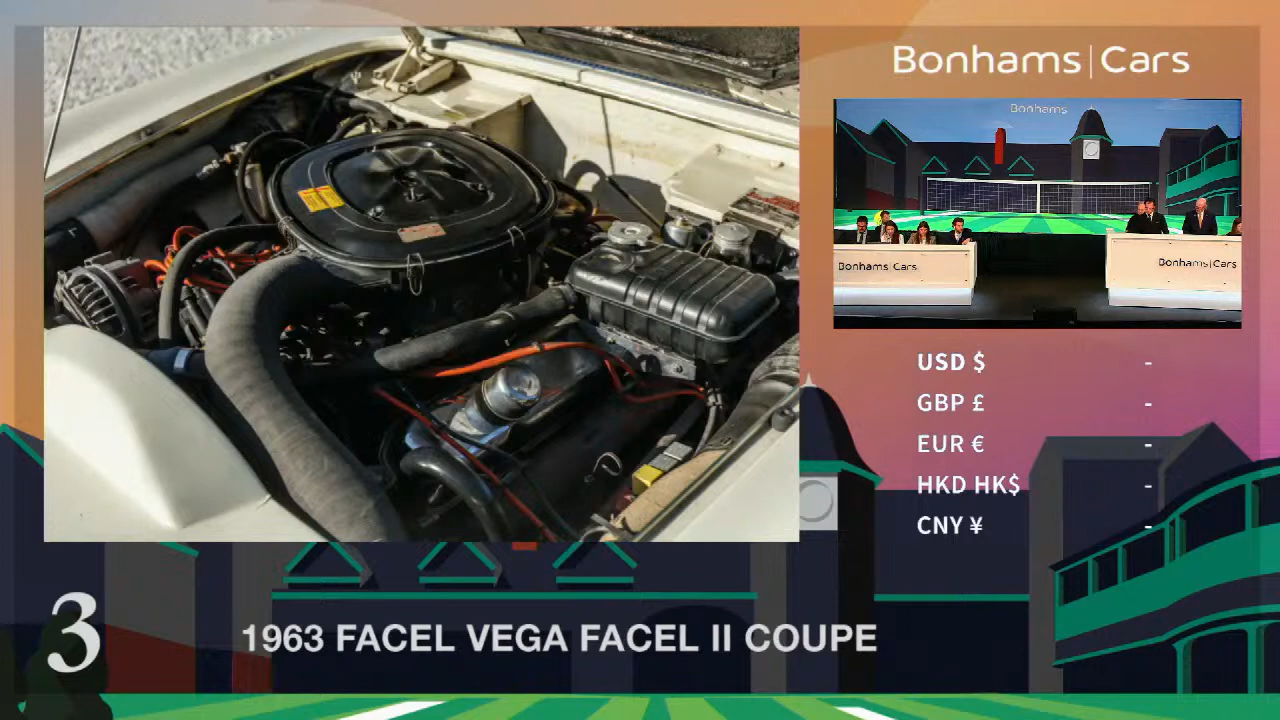 Bonhams|Cars
Bonhams
Bonhams|Cars
Bonhams|Cars
USD $ -
GBP £ -
EUR € -
HKD HK$ -
CNY ¥ -
3
1963 FACEL VEGA FACEL II COUPE